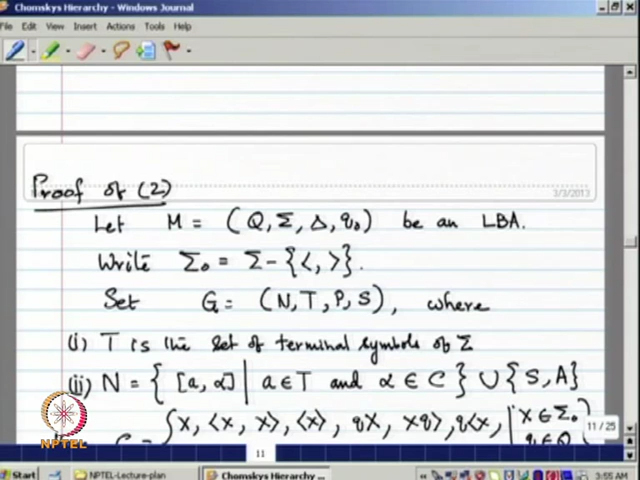 Chomskys Hierarchy - Windows Journal
File Edit View Insert Actions Tools Help
Proof of (2)
3/3/2013
Let M = (Q, Σ, Δ, q₀) be an LBA.
Write Σ₀ = Σ - {<, >}.
Set G = (N, T, P, S), where
(i) T is the set of terminal symbols of Σ
(ii) N = { [a, α] | a ∈ T and α ∈ C } ∪ {S, A}
C = { X, <X, X>, <X>, qX, Xq>, q<X, | X ∈ Σ₀
q ∈ Q
NPTEL
11
11 / 25
Start NPTEL-Lecture-plan Chomskys Hierarchy - ... 3:55 AM